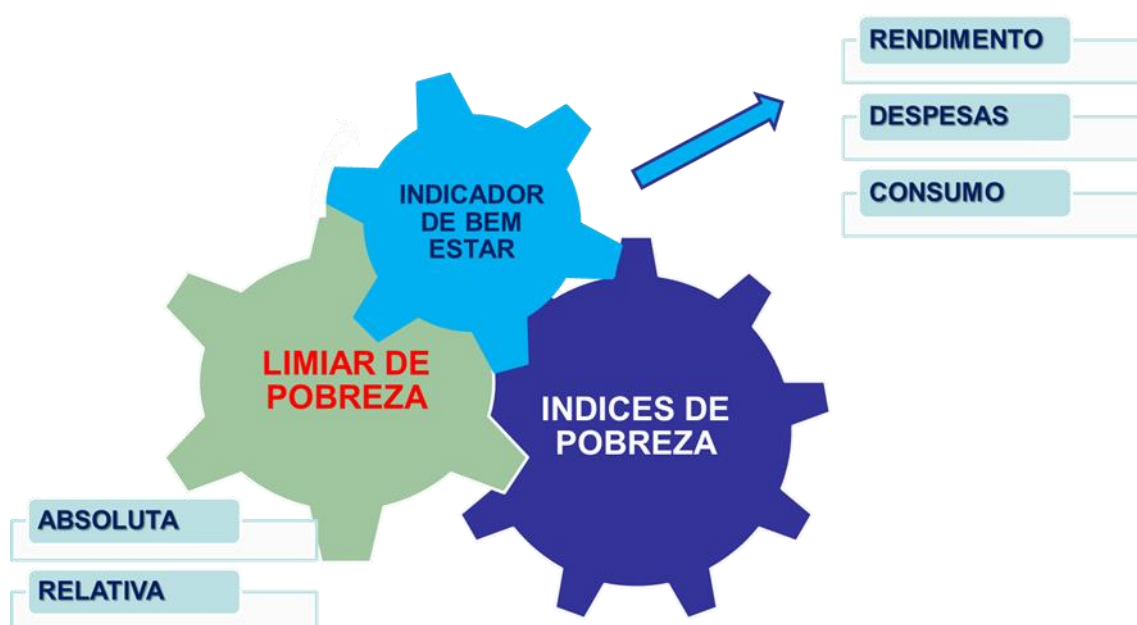 RENDIMENTO
DESPESAS
CONSUMO
INDICADOR
DE BEM
ESTAR
LIMIAR DE
POBREZA
INDICES DE
POBREZA
ABSOLUTA
RELATIVA